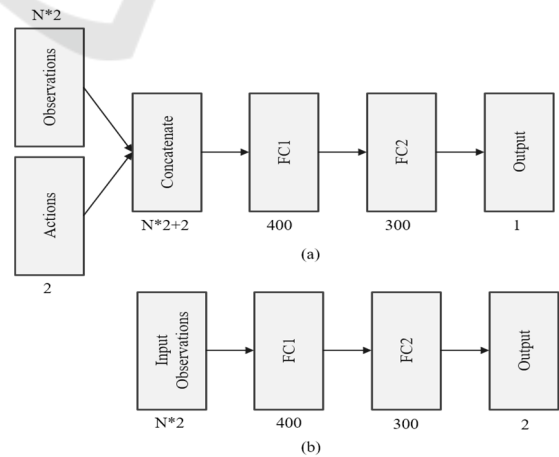 N*2
Observations
Actions
2
Concatenate
N*2+2
FC1
400
FC2
300
Output
1
(a)
Input
Observations
N*2
FC1
400
FC2
300
Output
2
(b)